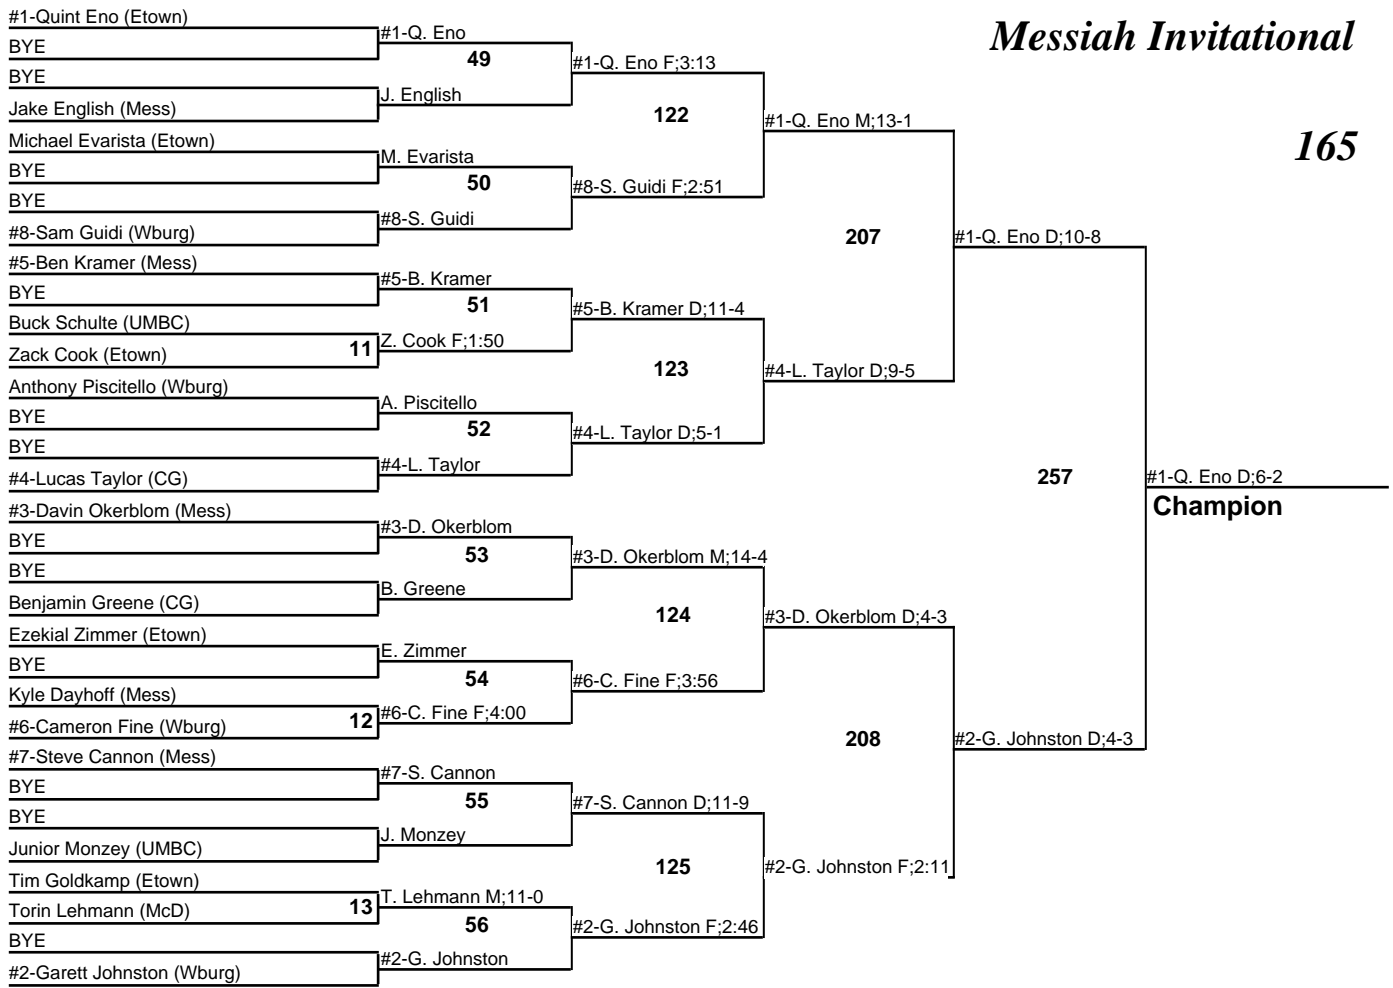 Messiah Invitational
165
#1-Quint Eno (Etown)
BYE
BYE
Jake English (Mess)
Michael Evarista (Etown)
BYE
BYE
#8-Sam Guidi (Wburg)
#5-Ben Kramer (Mess)
BYE
Buck Schulte (UMBC)
Zack Cook (Etown)
11
Anthony Piscitello (Wburg)
BYE
BYE
#4-Lucas Taylor (CG)
#3-Davin Okerblom (Mess)
BYE
BYE
Benjamin Greene (CG)
Ezekial Zimmer (Etown)
BYE
Kyle Dayhoff (Mess)
#6-Cameron Fine (Wburg)
12
#7-Steve Cannon (Mess)
BYE
BYE
Junior Monzey (UMBC)
Tim Goldkamp (Etown)
Torin Lehmann (McD)
13
BYE
#2-Garett Johnston (Wburg)
#1-Q. Eno
49
J. English
M. Evarista
50
#8-S. Guidi
#5-B. Kramer
51
Z. Cook F;1:50
A. Piscitello
52
#4-L. Taylor
#3-D. Okerblom
53
B. Greene
E. Zimmer
54
#6-C. Fine F;4:00
#7-S. Cannon
55
J. Monzey
T. Lehmann M;11-0
56
#2-G. Johnston
#1-Q. Eno F;3:13
122
#8-S. Guidi F;2:51
#5-B. Kramer D;11-4
123
#4-L. Taylor D;5-1
#3-D. Okerblom M;14-4
124
#6-C. Fine F;3:56
#7-S. Cannon D;11-9
125
#2-G. Johnston F;2:46
#1-Q. Eno M;13-1
207
#4-L. Taylor D;9-5
#3-D. Okerblom D;4-3
208
#2-G. Johnston F;2:11
#1-Q. Eno D;10-8
257
#2-G. Johnston D;4-3
#1-Q. Eno D;6-2
Champion